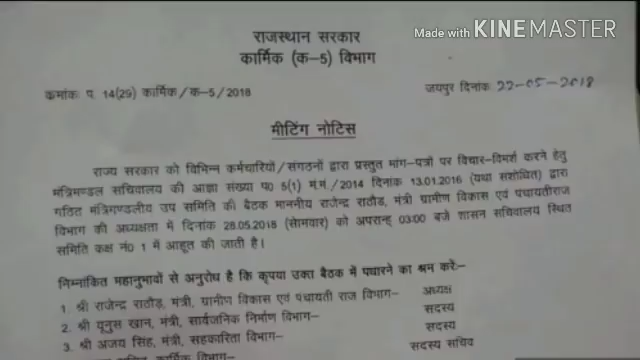 Made with KINEMASTER
राजस्थान सरकार
कार्मिक (क–5) विभाग
कमांकः प. 14(29) कार्मिक/क-5/2018
जयपुर दिनांकः 22-05-2018
मीटिंग नोटिस
राज्य सरकार को विभिन्न कर्मचारियों/संगठनों द्वारा प्रस्तुत मांग-पत्रों पर विचार-विमर्श करने हेतु
मंत्रिमण्डल सचिवालय की आज्ञा संख्या प0 5(1) म.मं/2014 दिनांक 13.01.2016 (यथा संशोधित) द्वारा
गठित मंत्रिमण्डलीय उप समिति की बैठक माननीय राजेन्द्र राठौड, मंत्री ग्रामीण विकास एवं पंचायतीराज
विभाग की अध्यक्षता में दिनांक 28.05.2018 (सोमवार) को अपरान्ह 03:00 बजे शासन सचिवालय स्थित
समिति कक्ष नं0 1 में आहूत की जाती है।
निम्नांकित महानुभावों से अनुरोध है कि कृपया उक्त बैठक में पधारने का श्रम करें:-
1. श्री राजेन्द्र राठौड़, मंत्री, ग्रामीण विकास एवं पंचायती राज विभाग– अध्यक्ष
2. श्री यूनुस खान, मंत्री, सार्वजनिक निर्माण विभाग– सदस्य
3. श्री अजय सिंह, मंत्री, सहकारिता विभाग– सदस्य
सदस्य सचिव